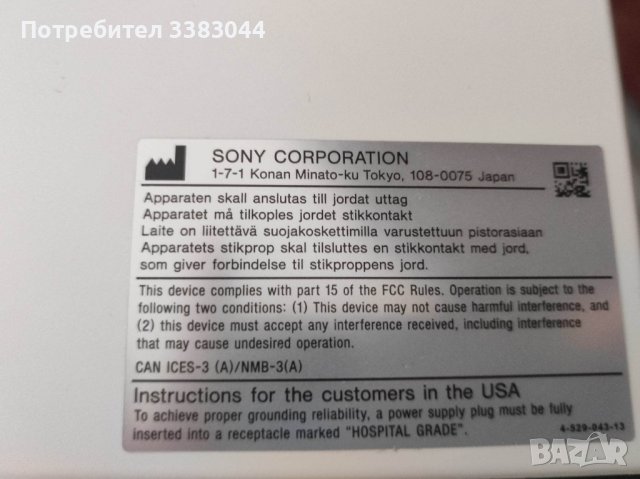 Потребител 3383044
SONY CORPORATION
1-7-1 Konan Minato-ku Tokyo, 108-0075 Japan
Apparaten skall anslutas till jordat uttag
Apparatet må tilkoples jordet stikkontakt
Laite on liitettävä suojakoskettimilla varustettuun pistorasiaan
Apparatets stikprop skal tilsluttes en stikkontakt med jord,
som giver forbindelse til stikproppens jord.
This device complies with part 15 of the FCC Rules. Operation is subject to the
following two conditions: (1) This device may not cause harmful interference, and
(2) this device must accept any interference received, including interference
that may cause undesired operation.
CAN ICES-3 (A)/NMB-3(A)
Instructions for the customers in the USA
To achieve proper grounding reliability, a power supply plug must be fully
inserted into a receptacle marked "HOSPITAL GRADE".
4-529-043-13
BAZAR